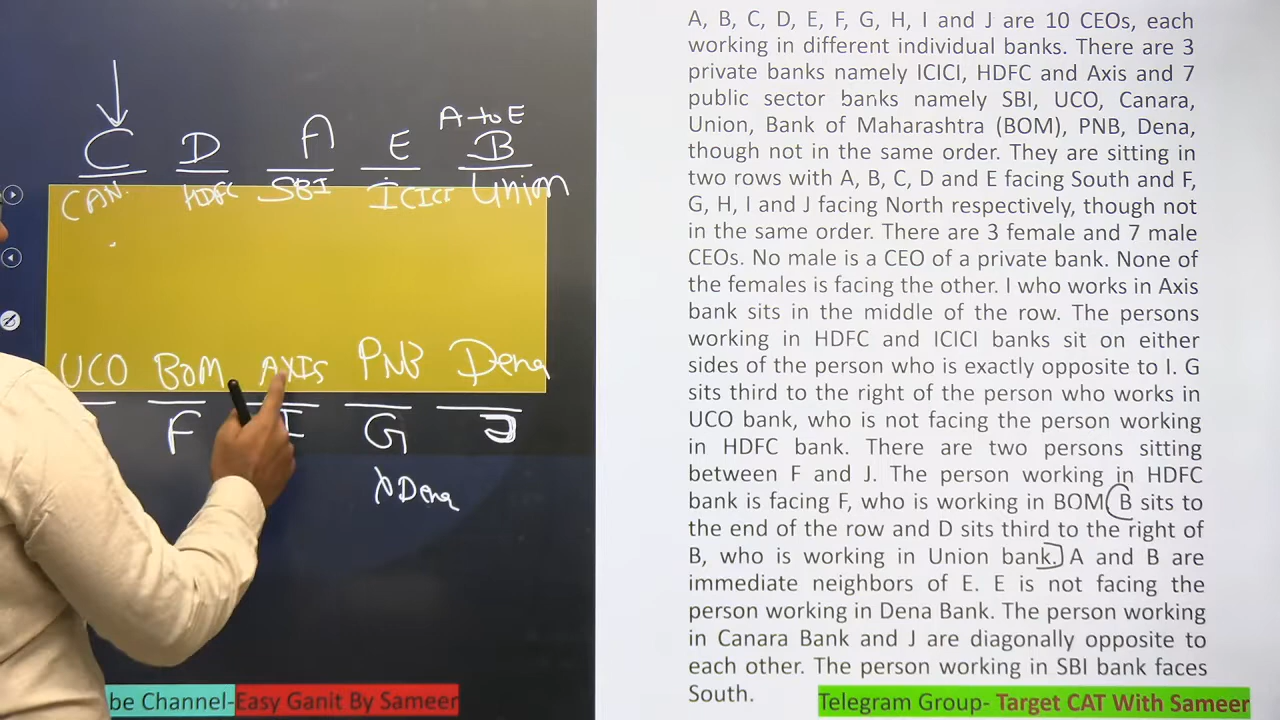 A to E
C D A E B
CAN. HDFC SBI ICICI Union
UCO BOM AXIS PNB Dena
F I G J
X Dena
be Channel- Easy Ganit By Sameer
A, B, C, D, E, F, G, H, I and J are 10 CEOs, each
working in different individual banks. There are 3
private banks namely ICICI, HDFC and Axis and 7
public sector banks namely SBI, UCO, Canara,
Union, Bank of Maharashtra (BOM), PNB, Dena,
though not in the same order. They are sitting in
two rows with A, B, C, D and E facing South and F,
G, H, I and J facing North respectively, though not
in the same order. There are 3 female and 7 male
CEOs. No male is a CEO of a private bank. None of
the females is facing the other. I who works in Axis
bank sits in the middle of the row. The persons
working in HDFC and ICICI banks sit on either
sides of the person who is exactly opposite to I. G
sits third to the right of the person who works in
UCO bank, who is not facing the person working
in HDFC bank. There are two persons sitting
between F and J. The person working in HDFC
bank is facing F, who is working in BOM. B sits to
the end of the row and D sits third to the right of
B, who is working in Union bank. A and B are
immediate neighbors of E. E is not facing the
person working in Dena Bank. The person working
in Canara Bank and J are diagonally opposite to
each other. The person working in SBI bank faces
South.
Telegram Group- Target CAT With Sameer